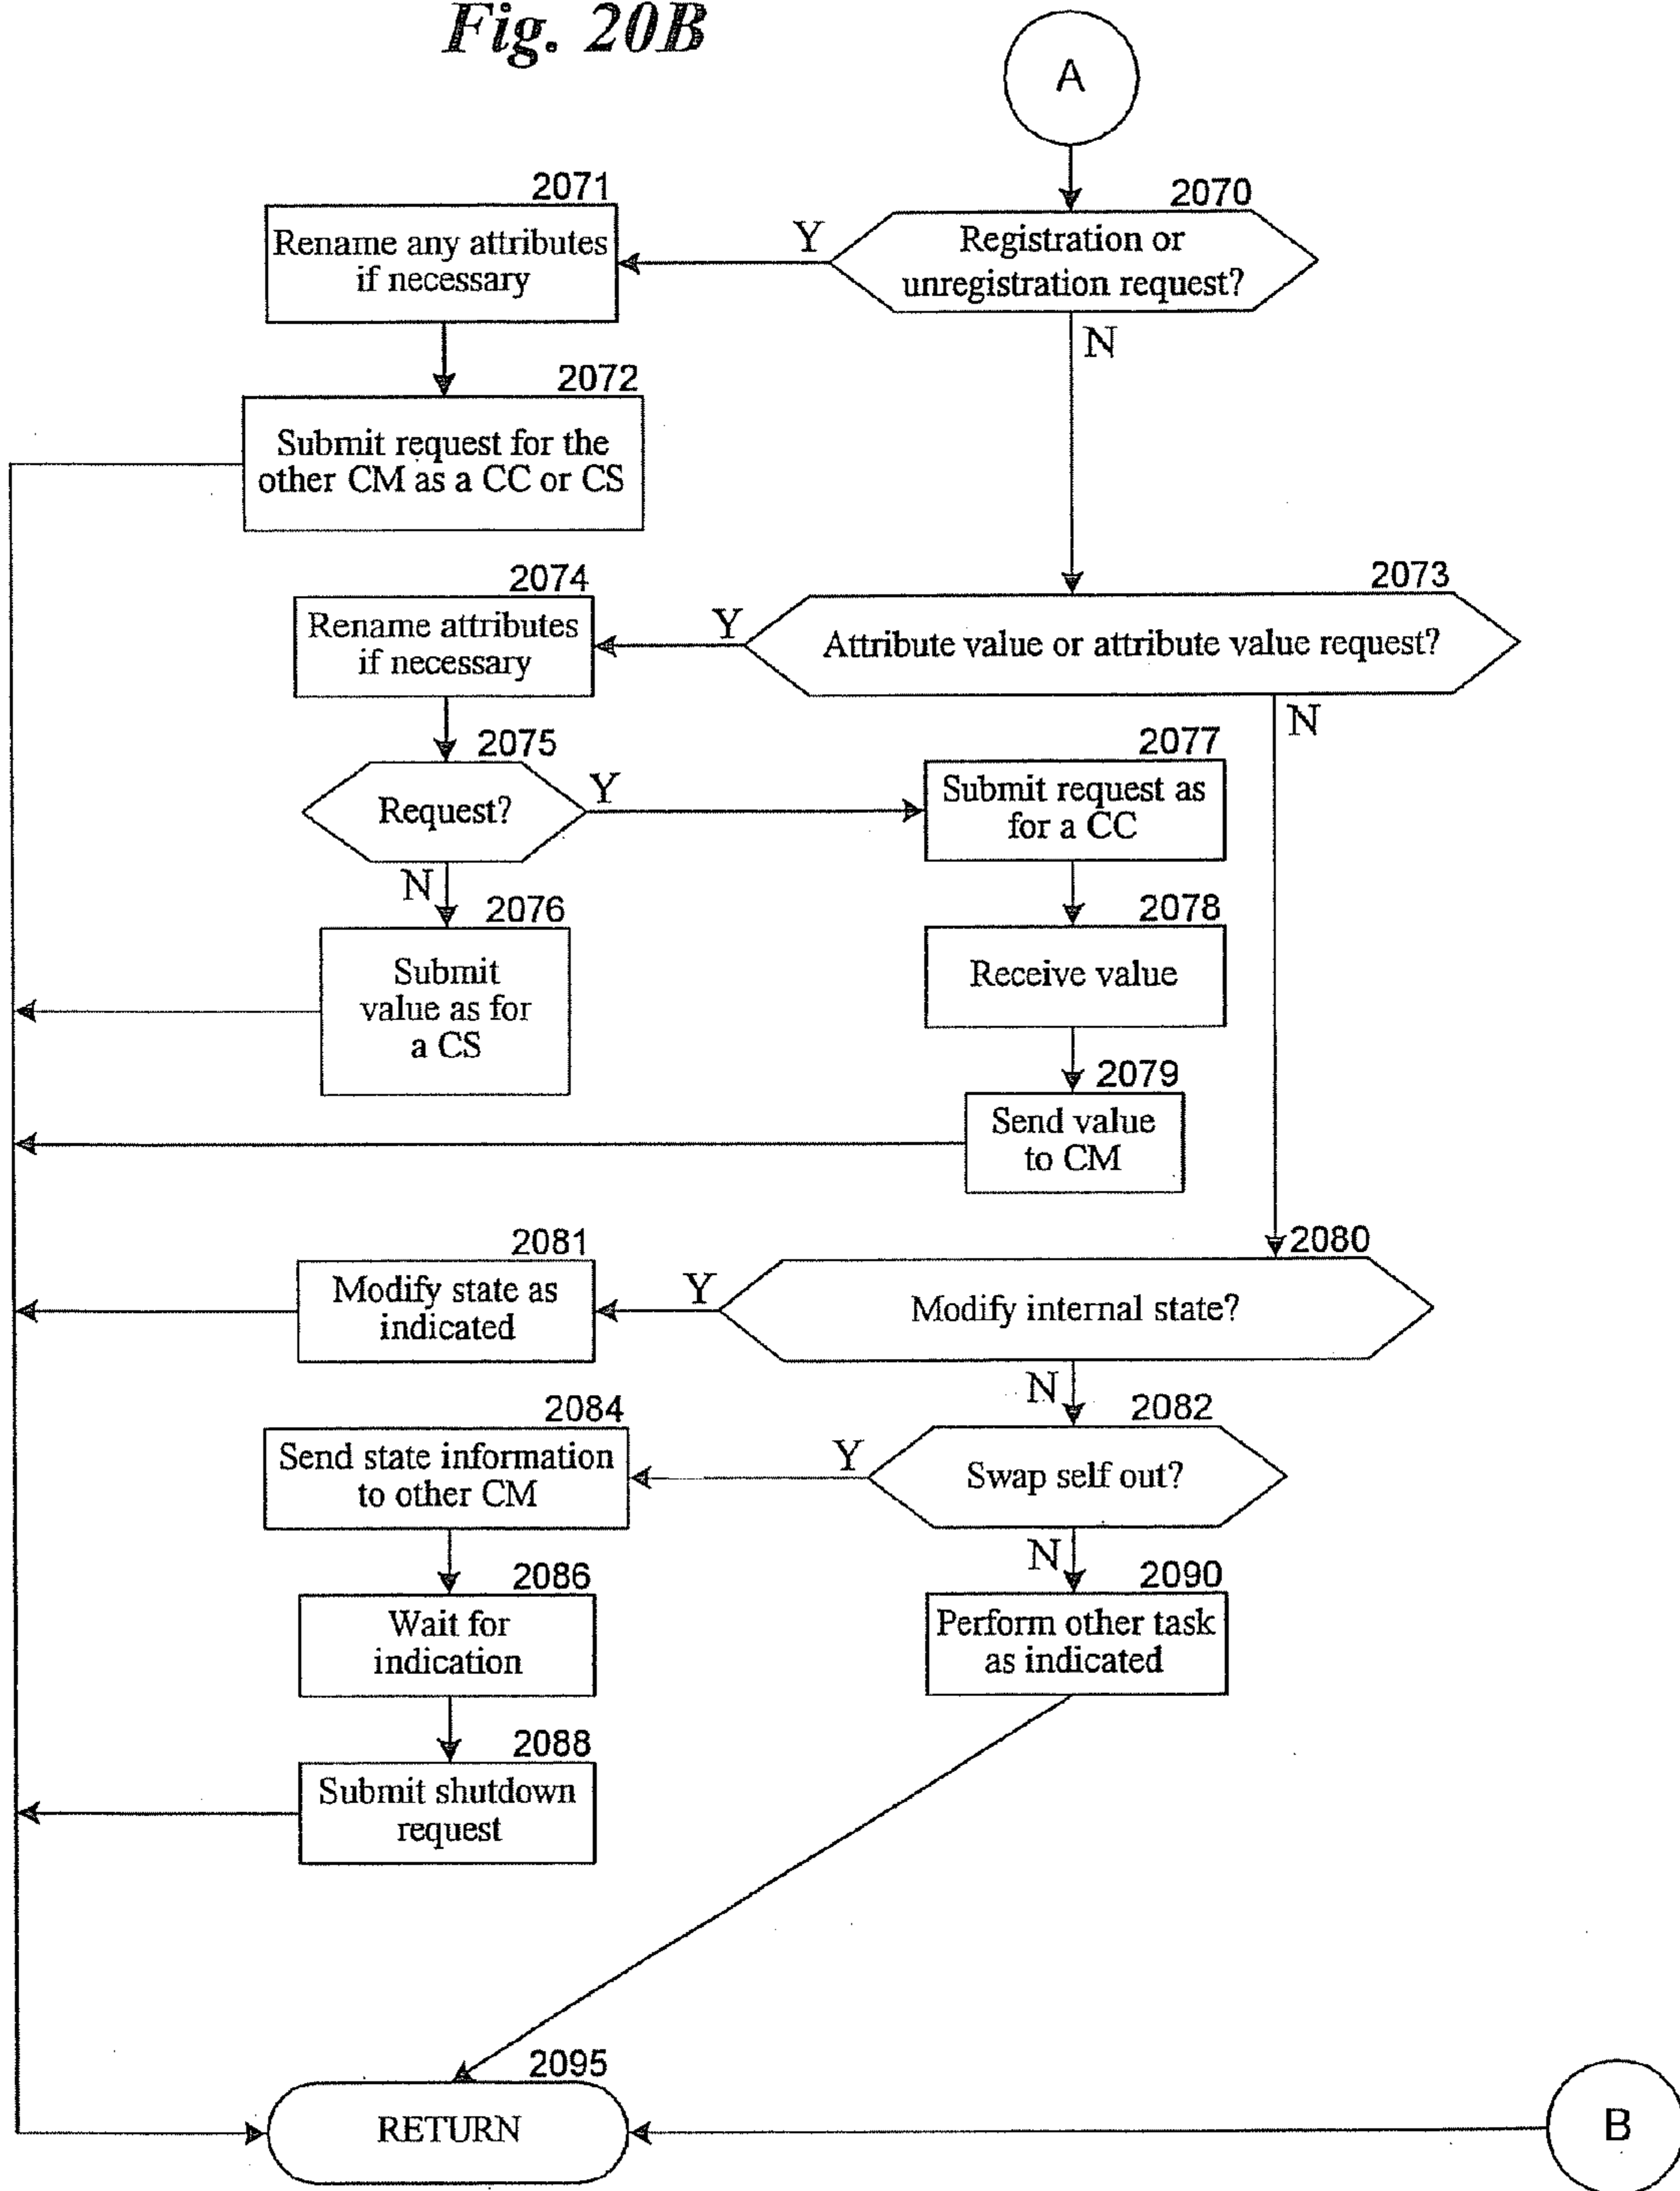 Fig. 20B
A
2070
Registration or
unregistration request?
Y
N
2071
Rename any attributes
if necessary
2072
Submit request for the
other CM as a CC or CS
2073
Attribute value or attribute value request?
Y
N
2074
Rename attributes
if necessary
2075
Request?
Y
N
2076
Submit
value as for
a CS
2077
Submit request as
for a CC
2078
Receive value
2079
Send value
to CM
2080
Modify internal state?
Y
N
2081
Modify state as
indicated
2082
Swap self out?
Y
N
2084
Send state information
to other CM
2086
Wait for
indication
2088
Submit shutdown
request
2090
Perform other task
as indicated
2095
RETURN
B